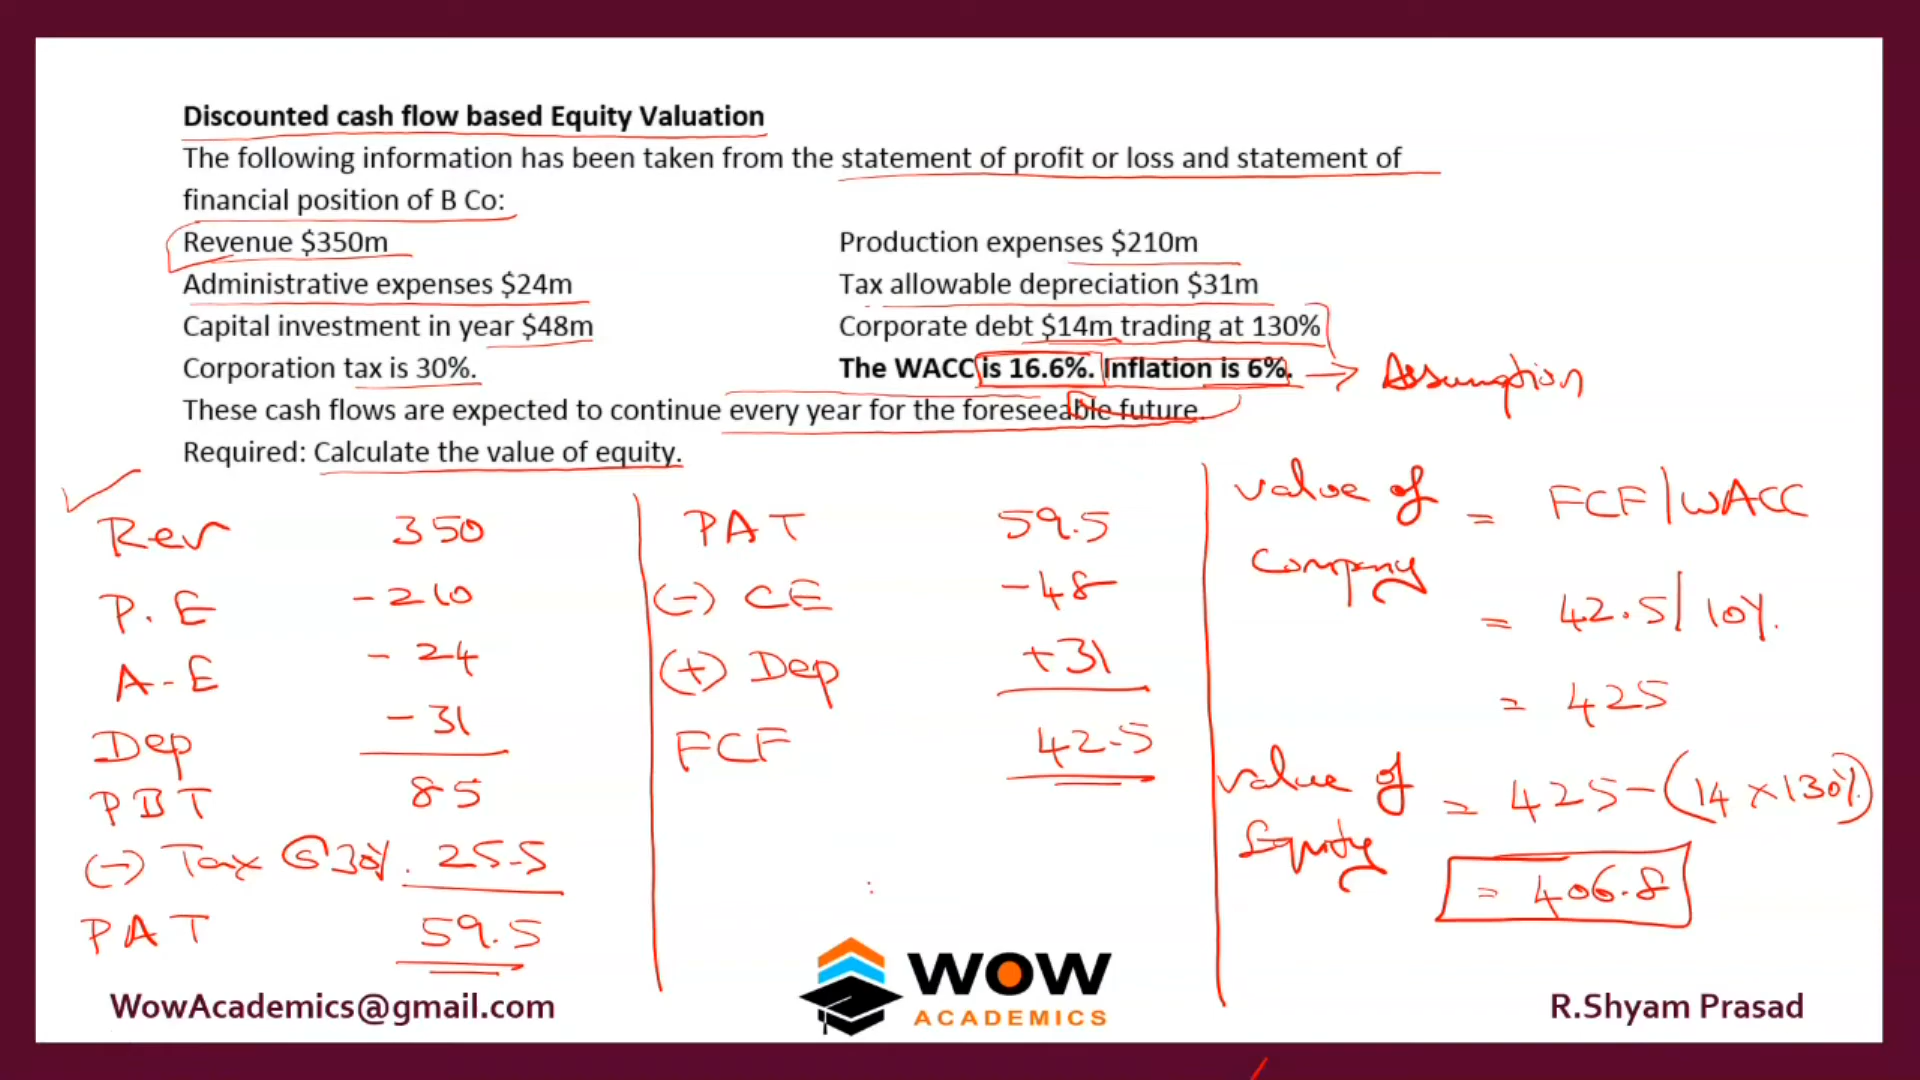 Discounted cash flow based Equity Valuation
The following information has been taken from the statement of profit or loss and statement of
financial position of B Co:
Revenue $350m Production expenses $210m
Administrative expenses $24m Tax allowable depreciation $31m
Capital investment in year $48m Corporate debt $14m trading at 130%
Corporation tax is 30%. The WACC is 16.6%. Inflation is 6%. → Assumption
These cash flows are expected to continue every year for the foreseeable future.
Required: Calculate the value of equity.
Rev 350
P.E -210
A-E -24
Dep -31
PBT 85
(-) Tax @30%. 25.5
PAT 59.5
PAT 59.5
(-) CE -48
(+) Dep +31
FCF 42.5
Value of Company = FCF/WACC
= 42.5/10%.
= 425
Value of Equity = 425-(14×130%)
= 406.8
WowAcademics@gmail.com
WOW
ACADEMICS
R.Shyam Prasad